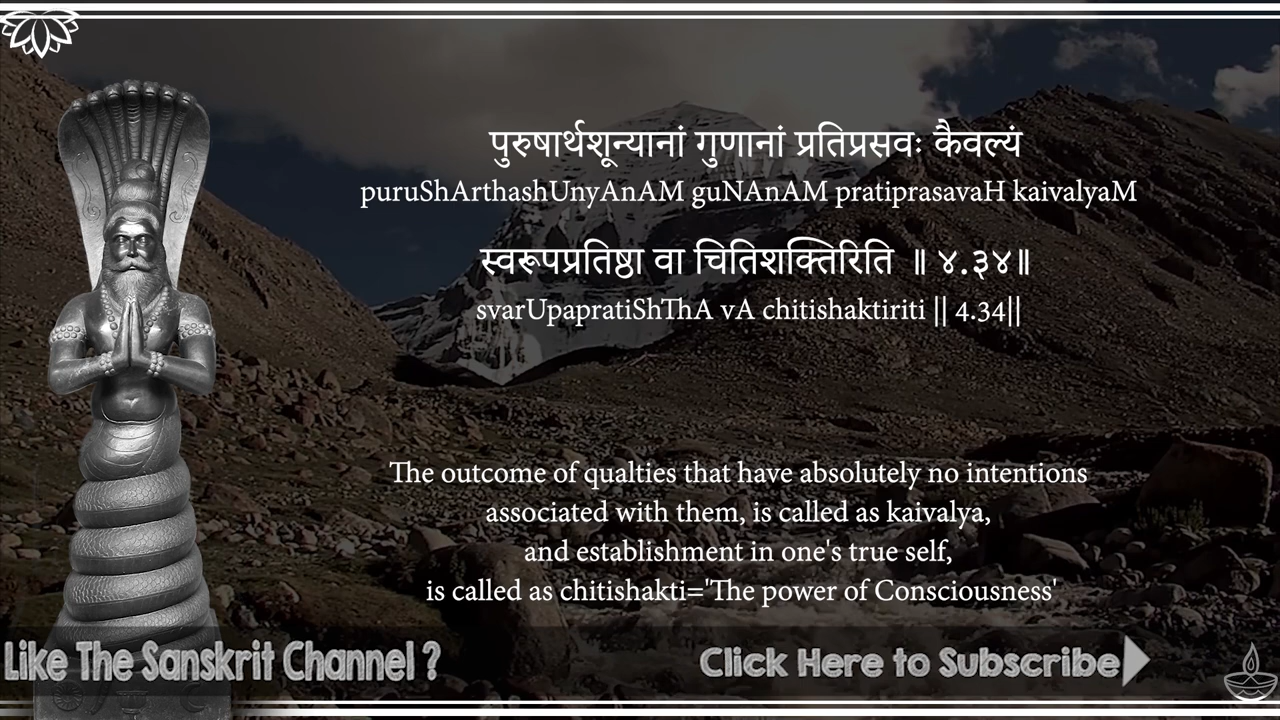 पुरुषार्थशून्यानां गुणानां प्रतिप्रसवः कैवल्यं
puruShArthashUnyAnAM guNAnAM pratiprasavaH kaivalyaM
स्वरूपप्रतिष्ठा वा चितिशक्तिरिति ॥ ४.३४॥
svarUpapratiShThA vA chitishaktiriti || 4.34||
The outcome of qualties that have absolutely no intentions
associated with them, is called as kaivalya,
and establishment in one's true self,
is called as chitishakti='The power of Consciousness'
Like The Sanskrit Channel ?
Click Here to Subscribe